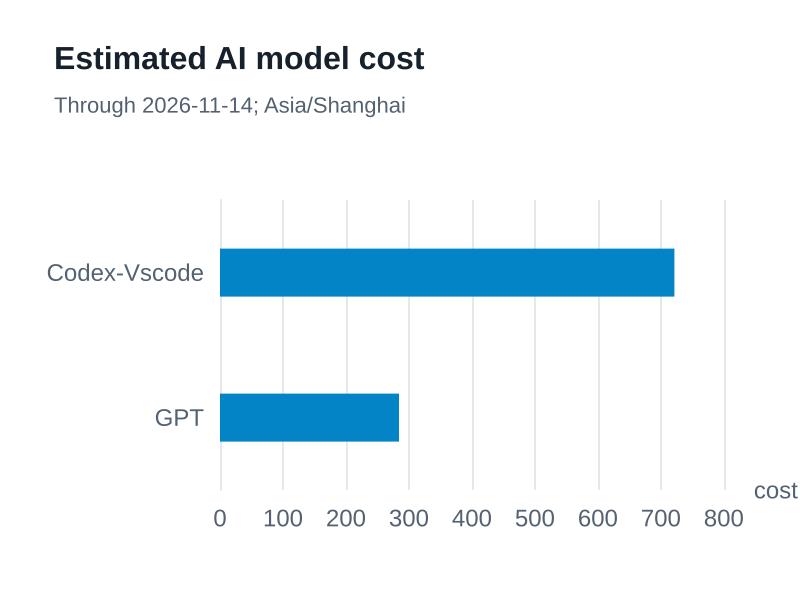 Estimated AI model cost
Through 2026-11-14; Asia/Shanghai
Codex-Vscode
GPT
cost
0 100 200 300 400 500 600 700 800